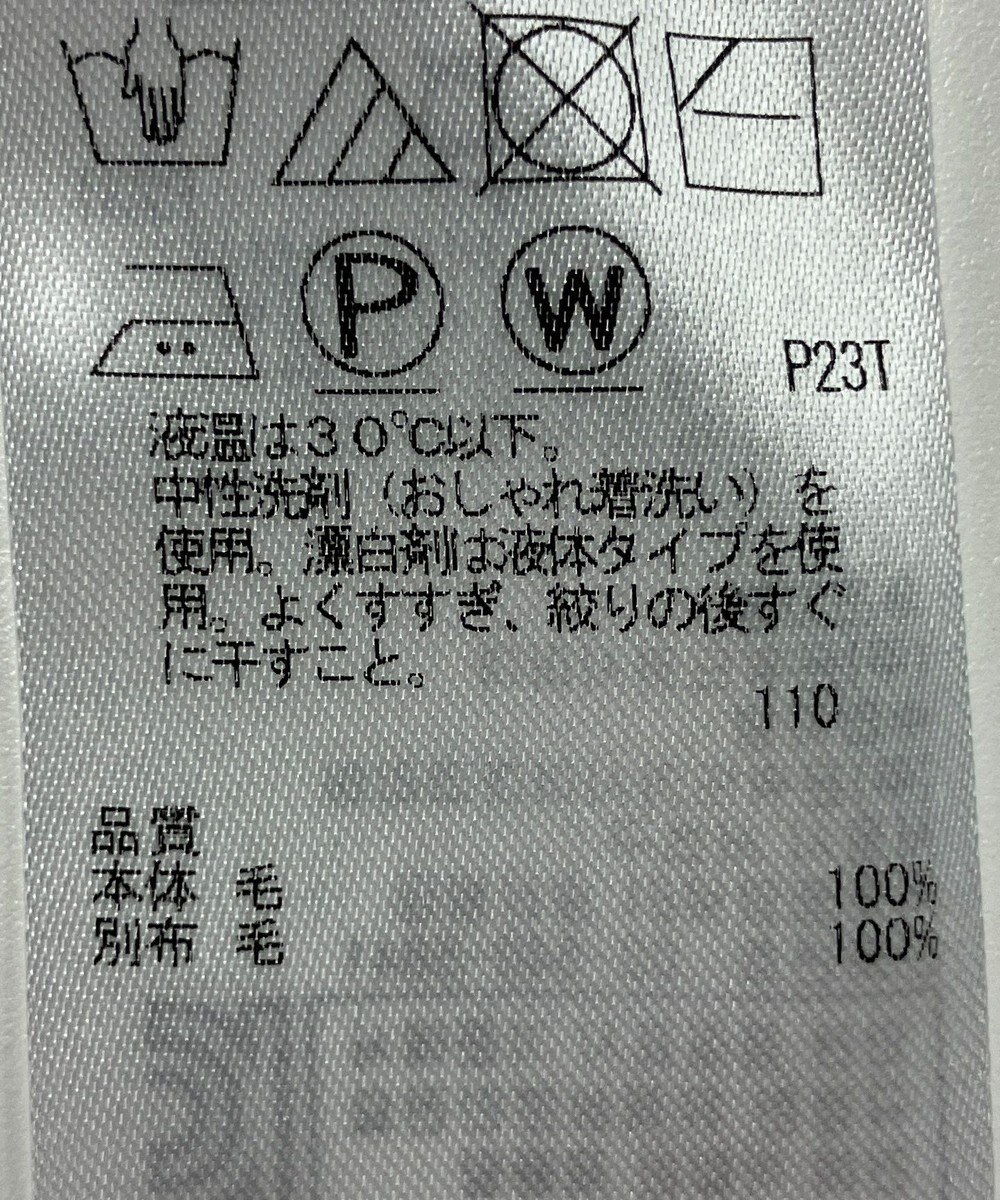 P
W
P23T
液温は30℃以下。
中性洗剤（おしゃれ着洗い）を
使用。漂白剤は液体タイプを使
用。よくすすぎ、絞りの後すぐ
に干すこと。
110
品質
本体 毛 100%
別布 毛 100%